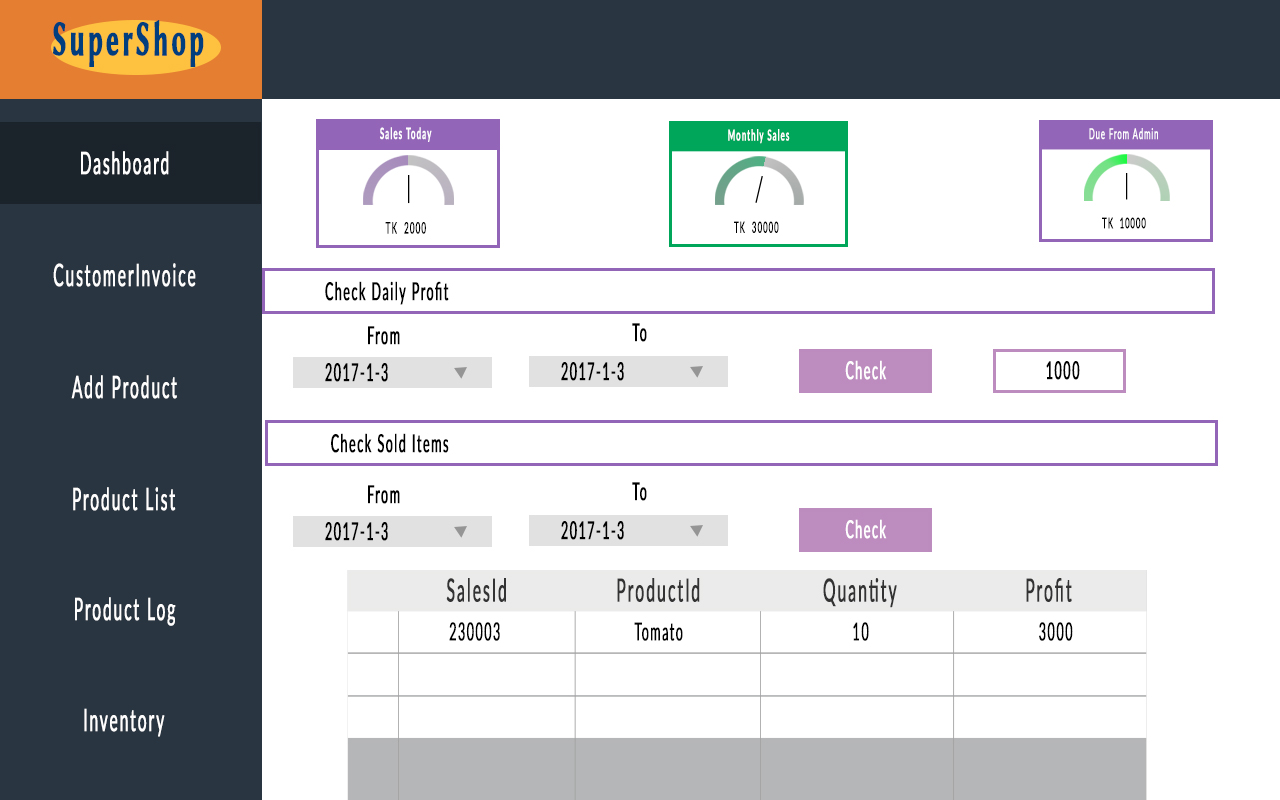 SuperShop
Dashboard
CustomerInvoice
Add Product
Product List
Product Log
Inventory
Sales Today
TK 2000
Monthly Sales
TK 30000
Due From Admin
TK 10000
Check Daily Profit
From To
2017-1-3 2017-1-3 Check 1000
Check Sold Items
From To
2017-1-3 2017-1-3 Check
SalesId ProductId Quantity Profit
230003 Tomato 10 3000